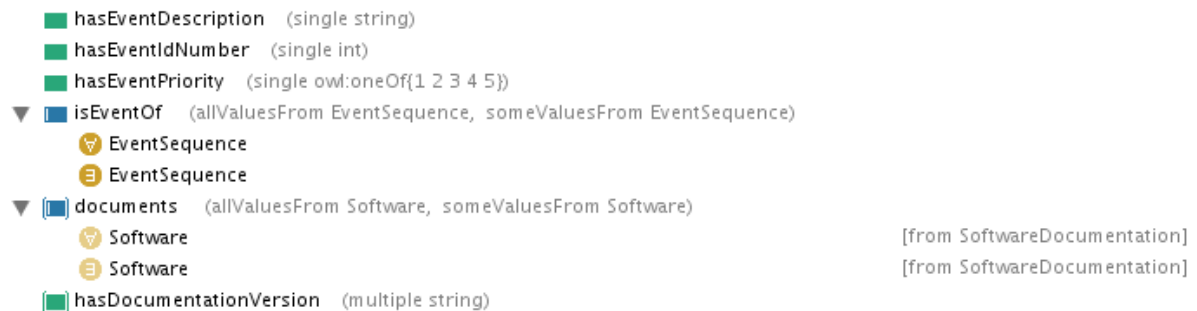 hasEventDescription (single string)
hasEventIdNumber (single int)
hasEventPriority (single owl:oneOf{1 2 3 4 5})
isEventOf (allValuesFrom EventSequence, someValuesFrom EventSequence)
∀ EventSequence
∃ EventSequence
documents (allValuesFrom Software, someValuesFrom Software)
∀ Software [from SoftwareDocumentation]
∃ Software [from SoftwareDocumentation]
hasDocumentationVersion (multiple string)